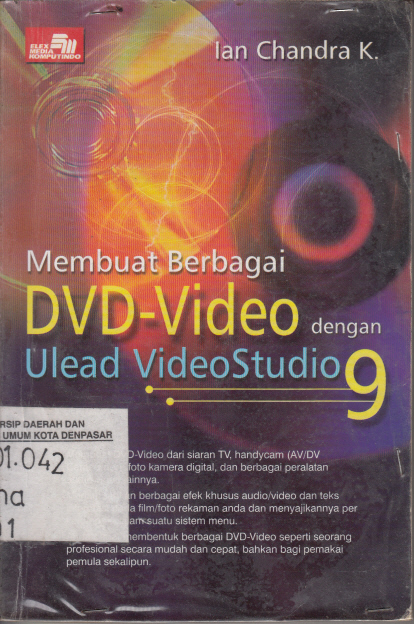 ELEX
MEDIA
KOMPUTINDO
Ian Chandra K.
Membuat Berbagai
DVD-Video dengan
Ulead VideoStudio 9
RSIP DAERAH DAN
UMUM KOTA DENPASAR
01.042
na
1
-Video dari siaran TV, handycam (AV/DV
foto kamera digital, dan berbagai peralatan
ainnya.
an berbagai efek khusus audio/video dan teks
a film/foto rekaman anda dan menyajikannya per
am suatu sistem menu.
membentuk berbagai DVD-Video seperti seorang
profesional secara mudah dan cepat, bahkan bagi pemakai
pemula sekalipun.